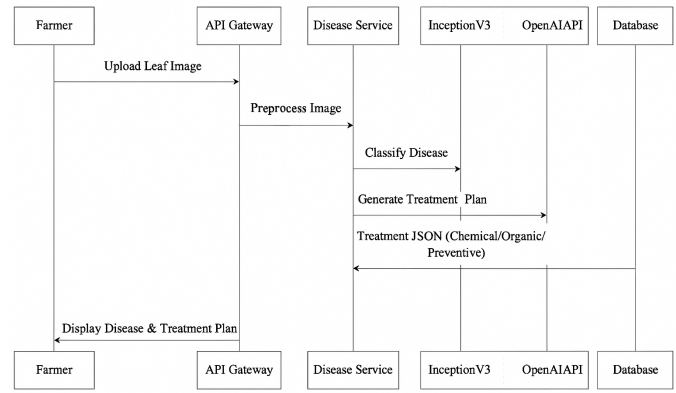 Farmer
API Gateway
Disease Service
InceptionV3
OpenAIAPI
Database
Upload Leaf Image
Preprocess Image
Classify Disease
Generate Treatment Plan
Treatment JSON (Chemical/Organic/
Preventive)
Display Disease & Treatment Plan
Farmer
API Gateway
Disease Service
InceptionV3
OpenAIAPI
Database